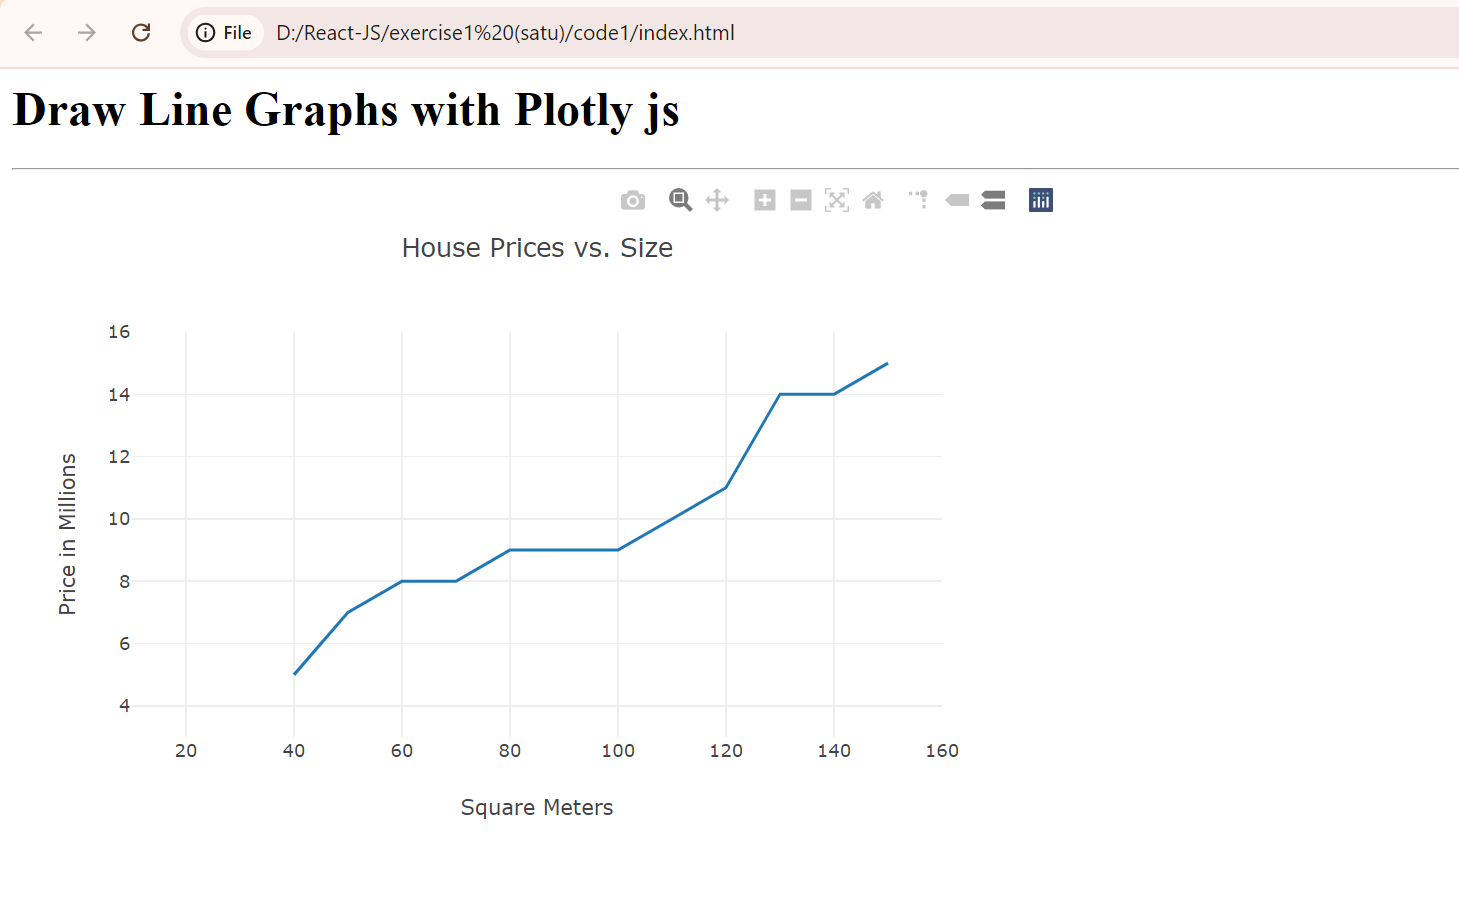 File D:/React-JS/exercise1%20(satu)/code1/index.html
Draw Line Graphs with Plotly js
House Prices vs. Size
16
14
12
10
8
6
4
Price in Millions
20 40 60 80 100 120 140 160
Square Meters